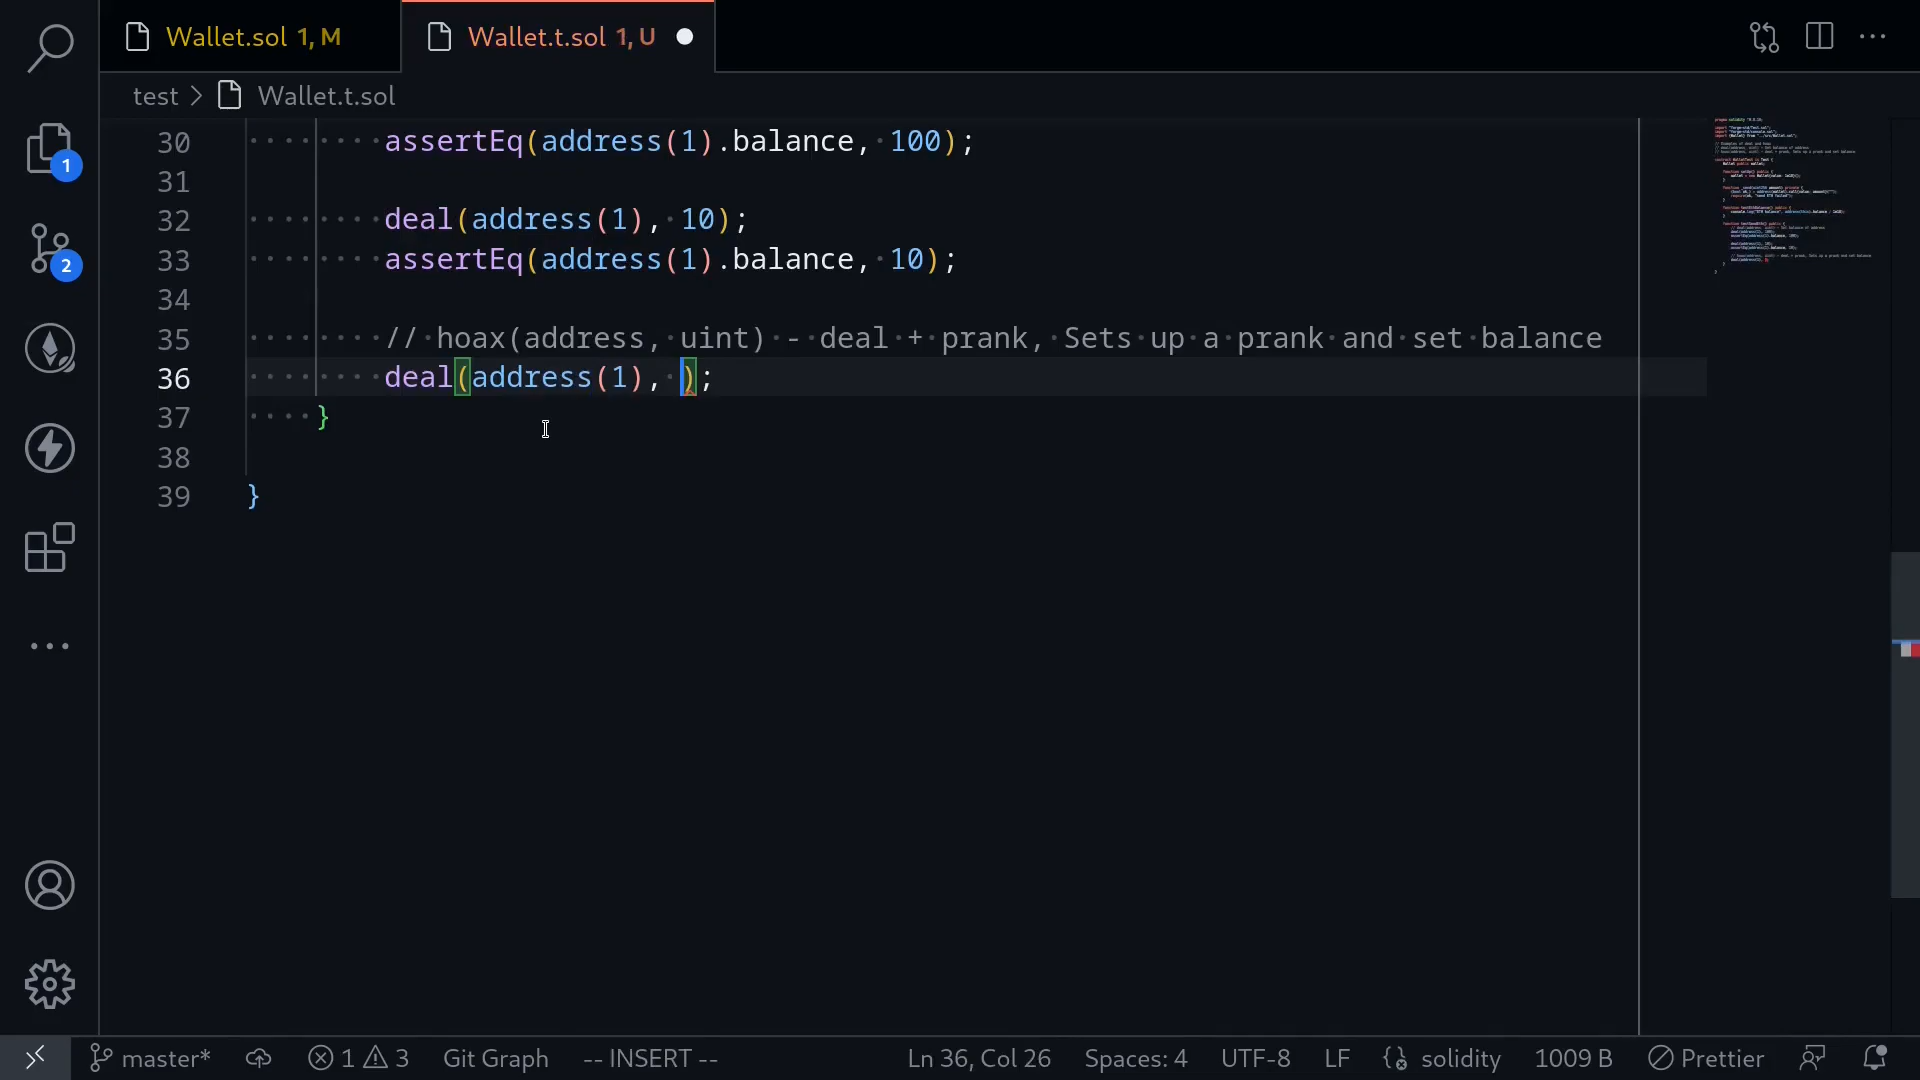 Wallet.sol 1, M
Wallet.t.sol 1, U
test > Wallet.t.sol
1
2
30 assertEq(address(1).balance, 100);
31
32 deal(address(1), 10);
33 assertEq(address(1).balance, 10);
34
35 // hoax(address, uint) - deal + prank, Sets up a prank and set balance
36 deal(address(1), );
37 }
38
39 }
master* 1 3 Git Graph -- INSERT -- Ln 36, Col 26 Spaces: 4 UTF-8 LF solidity 1009 B Prettier